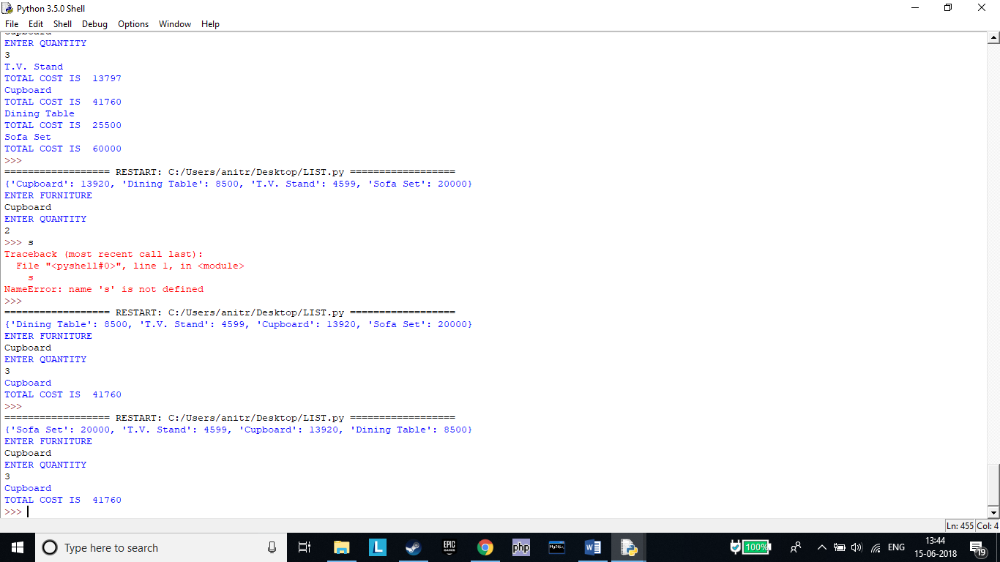 Python 3.5.0 Shell
File Edit Shell Debug Options Window Help
Cupboard
ENTER QUANTITY
3
T.V. Stand
TOTAL COST IS  13797
Cupboard
TOTAL COST IS  41760
Dining Table
TOTAL COST IS  25500
Sofa Set
TOTAL COST IS  60000
>>>
================== RESTART: C:/Users/anitr/Desktop/LIST.py ==================
{'Cupboard': 13920, 'Dining Table': 8500, 'T.V. Stand': 4599, 'Sofa Set': 20000}
ENTER FURNITURE
Cupboard
ENTER QUANTITY
2
>>> s
Traceback (most recent call last):
  File "<pyshell#0>", line 1, in <module>
    s
NameError: name 's' is not defined
>>>
================== RESTART: C:/Users/anitr/Desktop/LIST.py ==================
{'Dining Table': 8500, 'T.V. Stand': 4599, 'Cupboard': 13920, 'Sofa Set': 20000}
ENTER FURNITURE
Cupboard
ENTER QUANTITY
3
Cupboard
TOTAL COST IS  41760
>>>
================== RESTART: C:/Users/anitr/Desktop/LIST.py ==================
{'Sofa Set': 20000, 'T.V. Stand': 4599, 'Cupboard': 13920, 'Dining Table': 8500}
ENTER FURNITURE
Cupboard
ENTER QUANTITY
3
Cupboard
TOTAL COST IS  41760
>>>
Ln: 455 Col: 4
Type here to search
L
EPIC GAMES
php
MySQL
W
100%
ENG
13:44
15-06-2018
19